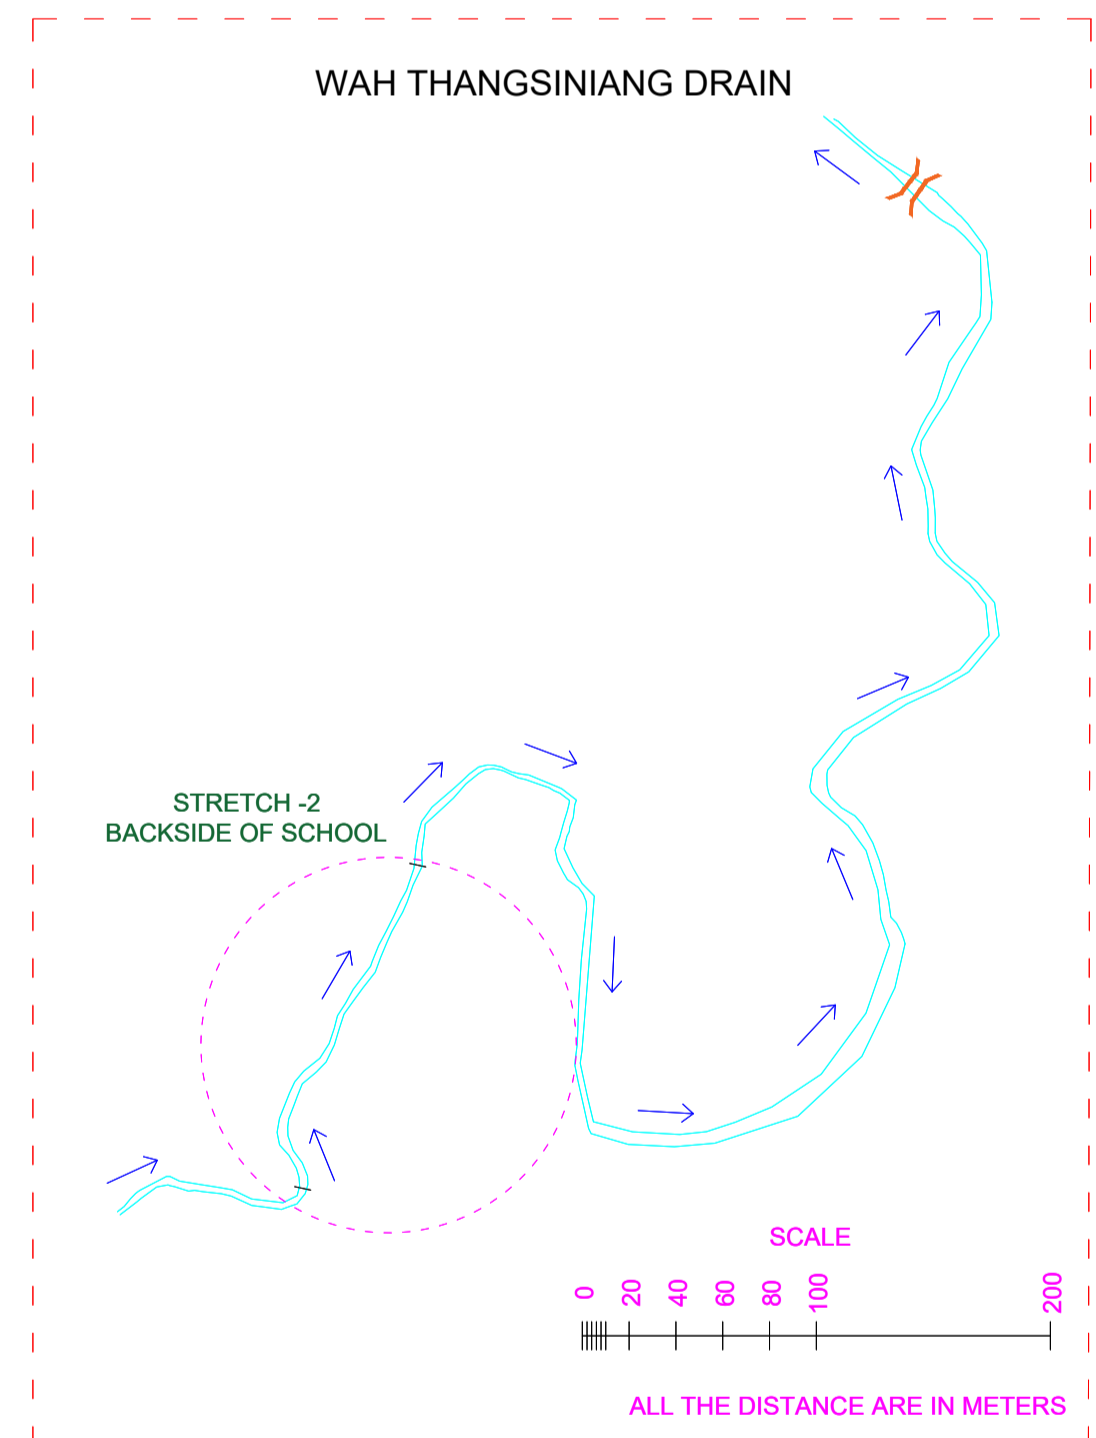 WAH THANGSINIANG DRAIN
STRETCH -2
BACKSIDE OF SCHOOL
SCALE
0 20 40 60 80 100 200
ALL THE DISTANCE ARE IN METERS